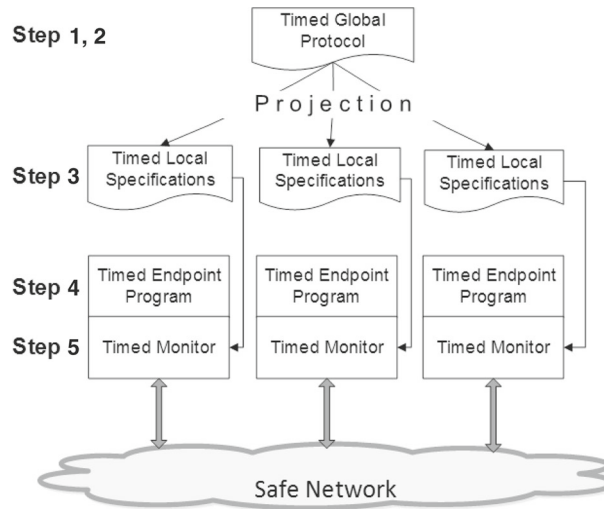 Step 1, 2
Timed Global
Protocol
Projection
Step 3
Timed Local
Specifications
Timed Local
Specifications
Timed Local
Specifications
Step 4
Timed Endpoint
Program
Timed Endpoint
Program
Timed Endpoint
Program
Step 5
Timed Monitor
Timed Monitor
Timed Monitor
Safe Network